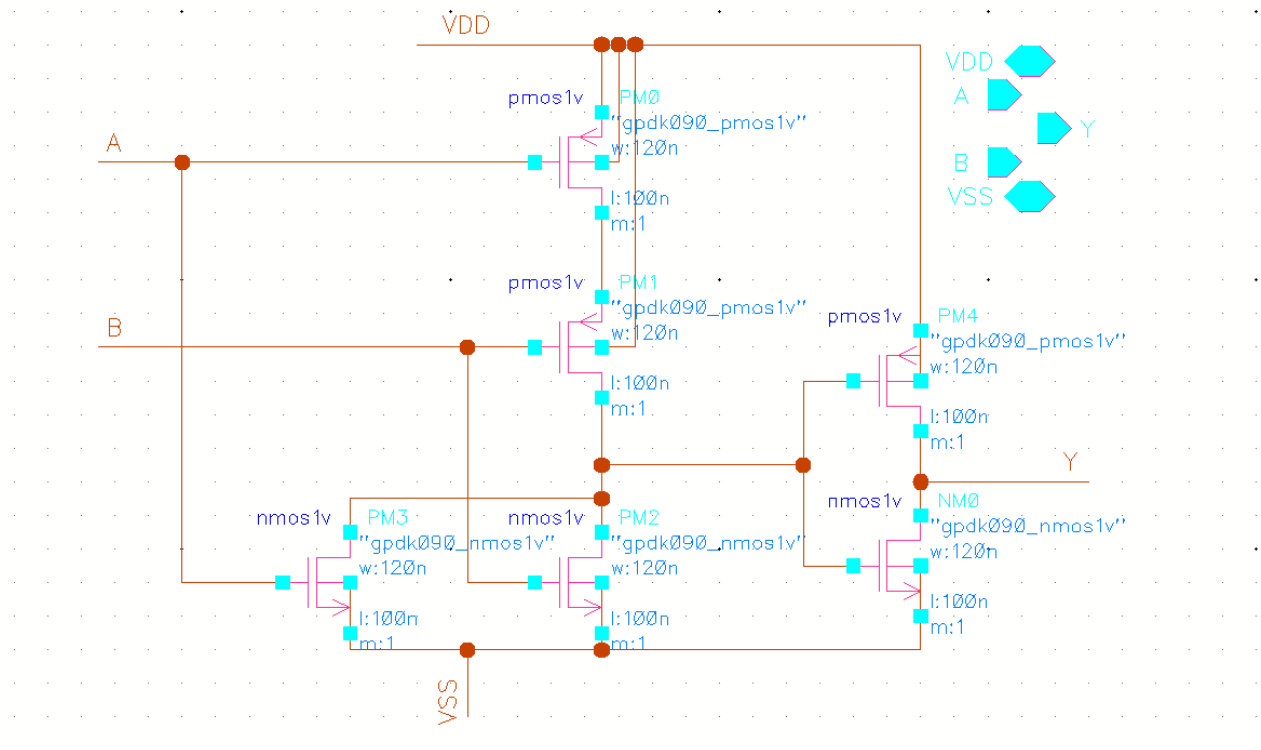 VDD
pmos1v PM0
"gpdk090_pmos1v"
w:120n
l:100n
m:1
VDD
A
Y
B
VSS
A
pmos1v PM1
"gpdk090_pmos1v"
w:120n
l:100n
m:1
B
pmos1v PM4
"gpdk090_pmos1v"
w:120n
l:100n
m:1
Y
nmos1v PM3
"gpdk090_nmos1v"
w:120n
l:100n
m:1
nmos1v PM2
"gpdk090_nmos1v"
w:120n
l:100n
m:1
nmos1v NM0
"gpdk090_nmos1v"
w:120n
l:100n
m:1
VSS